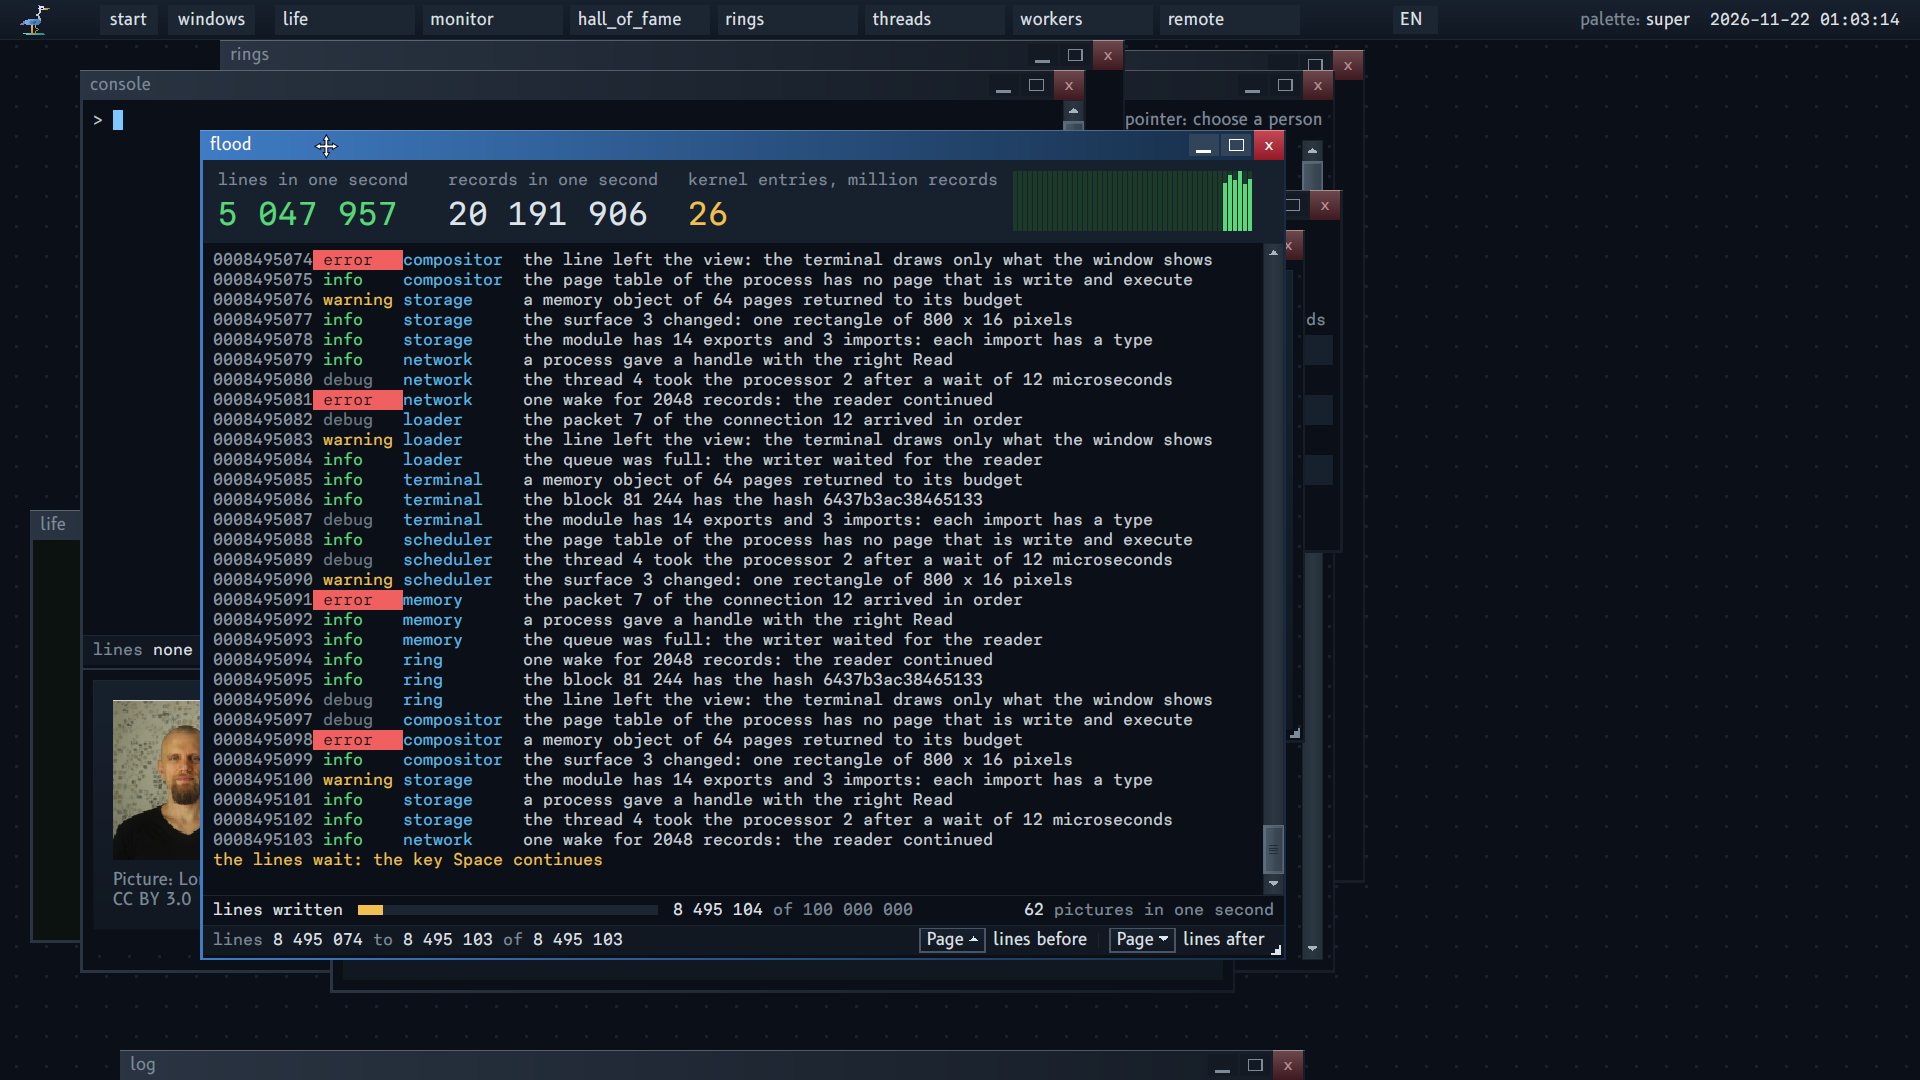 start windows life monitor hall_of_fame rings threads workers remote EN palette: super 2026-11-22 01:03:14
rings
x
x
console
x
x
>
pointer: choose a person
flood
x
lines in one second records in one second kernel entries, million records
5 047 957 20 191 906 26
x
x
0008495074 error compositor the line left the view: the terminal draws only what the window shows
0008495075 info compositor the page table of the process has no page that is write and execute
0008495076 warning storage a memory object of 64 pages returned to its budget
0008495077 info storage the surface 3 changed: one rectangle of 800 x 16 pixels
ds
0008495078 info storage the module has 14 exports and 3 imports: each import has a type
0008495079 info network a process gave a handle with the right Read
0008495080 debug network the thread 4 took the processor 2 after a wait of 12 microseconds
0008495081 error network one wake for 2048 records: the reader continued
0008495082 debug loader the packet 7 of the connection 12 arrived in order
0008495083 warning loader the line left the view: the terminal draws only what the window shows
0008495084 info loader the queue was full: the writer waited for the reader
0008495085 info terminal a memory object of 64 pages returned to its budget
0008495086 info terminal the block 81 244 has the hash 6437b3ac38465133
0008495087 debug terminal the module has 14 exports and 3 imports: each import has a type
life
0008495088 info scheduler the page table of the process has no page that is write and execute
0008495089 debug scheduler the thread 4 took the processor 2 after a wait of 12 microseconds
0008495090 warning scheduler the surface 3 changed: one rectangle of 800 x 16 pixels
0008495091 error memory the packet 7 of the connection 12 arrived in order
0008495092 info memory a process gave a handle with the right Read
0008495093 info memory the queue was full: the writer waited for the reader
lines none
0008495094 info ring one wake for 2048 records: the reader continued
0008495095 info ring the block 81 244 has the hash 6437b3ac38465133
0008495096 debug ring the line left the view: the terminal draws only what the window shows
0008495097 debug compositor the page table of the process has no page that is write and execute
0008495098 error compositor a memory object of 64 pages returned to its budget
0008495099 info compositor the surface 3 changed: one rectangle of 800 x 16 pixels
0008495100 warning storage the module has 14 exports and 3 imports: each import has a type
0008495101 info storage a process gave a handle with the right Read
0008495102 info storage the thread 4 took the processor 2 after a wait of 12 microseconds
0008495103 info network one wake for 2048 records: the reader continued
the lines wait: the key Space continues
Picture: Lo
CC BY 3.0
lines written 8 495 104 of 100 000 000 62 pictures in one second
lines 8 495 074 to 8 495 103 of 8 495 103 Page lines before Page lines after
log
x